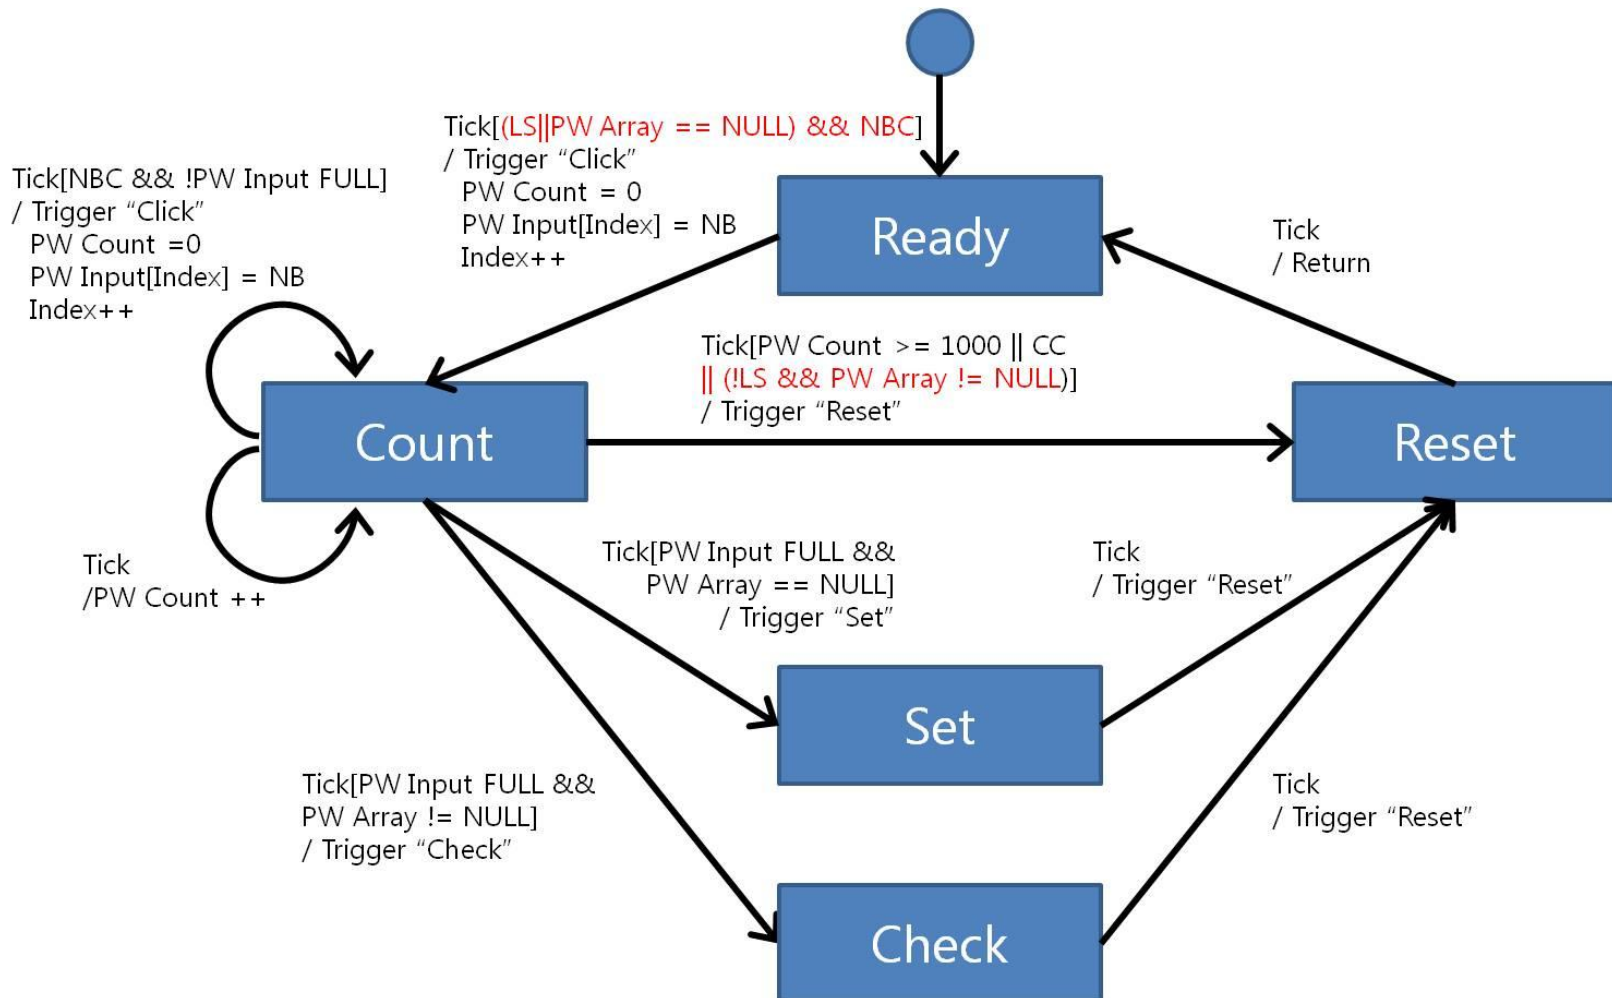 Tick[(LS||PW Array == NULL) && NBC]
/ Trigger “Click”
PW Count = 0
PW Input[Index] = NB
Index++
Tick[NBC && !PW Input FULL]
/ Trigger “Click”
PW Count =0
PW Input[Index] = NB
Index++
Ready
Tick
/ Return
Tick[PW Count >= 1000 || CC
|| (!LS && PW Array != NULL)]
/ Trigger “Reset”
Count
Reset
Tick
/PW Count ++
Tick[PW Input FULL &&
PW Array == NULL]
/ Trigger “Set”
Tick
/ Trigger “Reset”
Set
Tick[PW Input FULL &&
PW Array != NULL]
/ Trigger “Check”
Tick
/ Trigger “Reset”
Check